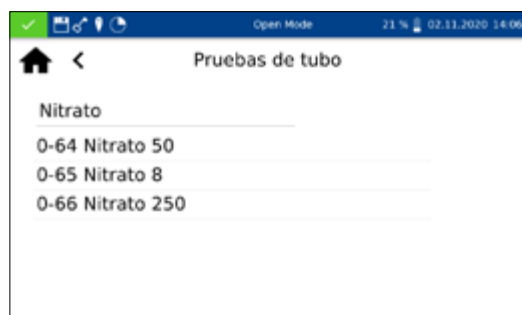 Open Mode 21 % 02.11.2020 14:06
Pruebas de tubo
Nitrato
0-64 Nitrato 50
0-65 Nitrato 8
0-66 Nitrato 250